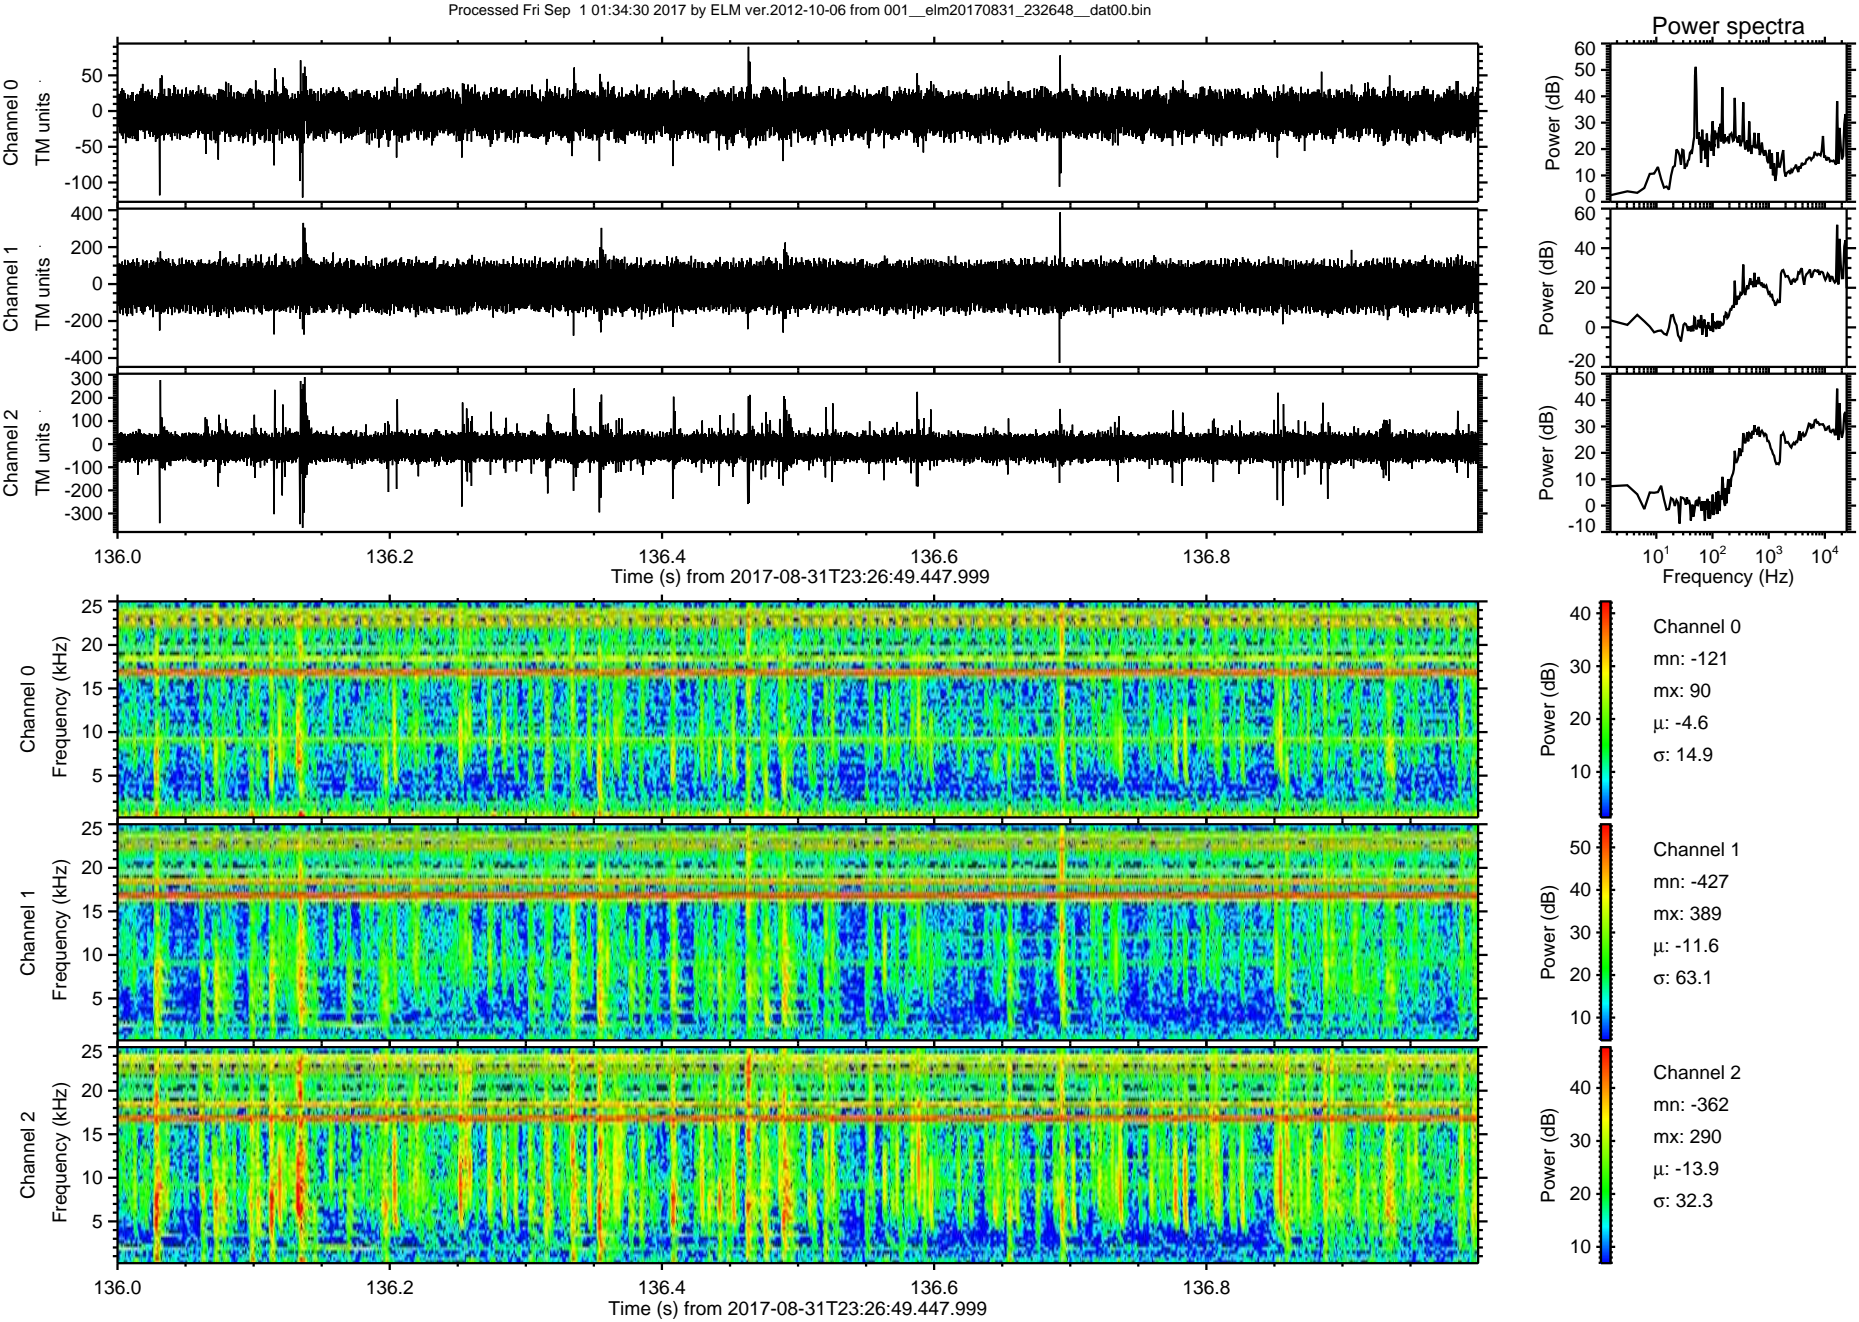 Processed Fri Sep  1 01:34:30 2017 by ELM ver.2012-10-06 from 001__elm20170831_232648__dat00.bin
Power spectra
Channel 0
TM units
50
0
-50
-100
Power (dB)
60
50
40
30
20
10
0
Channel 1
TM units
400
200
0
-200
-400
Power (dB)
60
40
20
0
-20
Channel 2
TM units
300
200
100
0
-100
-200
-300
Power (dB)
50
40
30
20
10
0
-10
136.0 136.2 136.4 136.6 136.8
Time (s) from 2017-08-31T23:26:49.447.999
10^1 10^2 10^3 10^4
Frequency (Hz)
Channel 0
Frequency (kHz)
25
20
15
10
5
Power (dB)
40
30
20
10
Channel 0
mn: -121
mx: 90
μ: -4.6
σ: 14.9
Channel 1
Frequency (kHz)
25
20
15
10
5
Power (dB)
50
40
30
20
10
Channel 1
mn: -427
mx: 389
μ: -11.6
σ: 63.1
Channel 2
Frequency (kHz)
25
20
15
10
5
Power (dB)
40
30
20
10
Channel 2
mn: -362
mx: 290
μ: -13.9
σ: 32.3
136.0 136.2 136.4 136.6 136.8
Time (s) from 2017-08-31T23:26:49.447.999